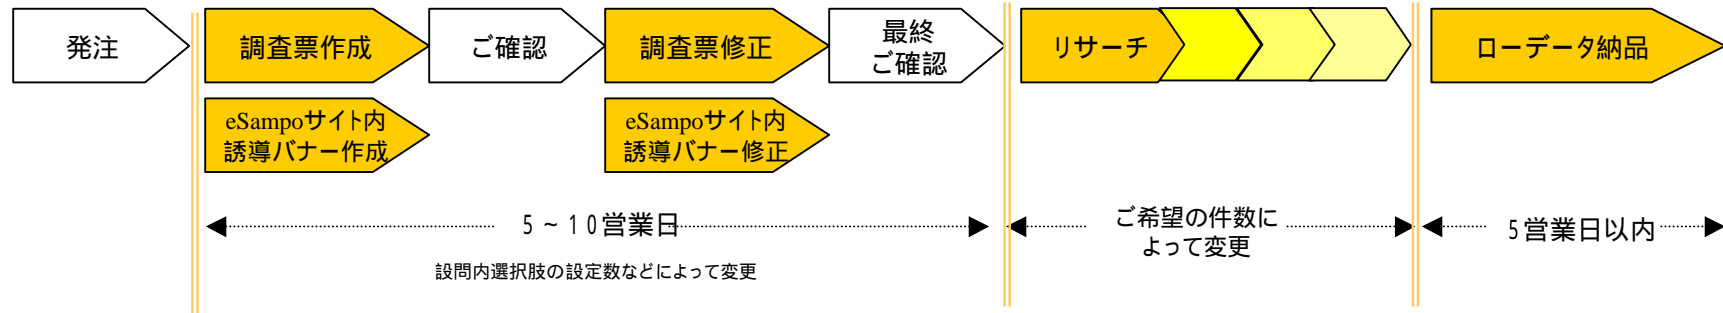 発注
調査票作成
ご確認
調査票修正
最終
ご確認
リサーチ
ローデータ納品
eSampoサイト内
誘導バナー作成
eSampoサイト内
誘導バナー修正
5～10営業日
ご希望の件数に
よって変更
5営業日以内
設問内選択肢の設定数などによって変更